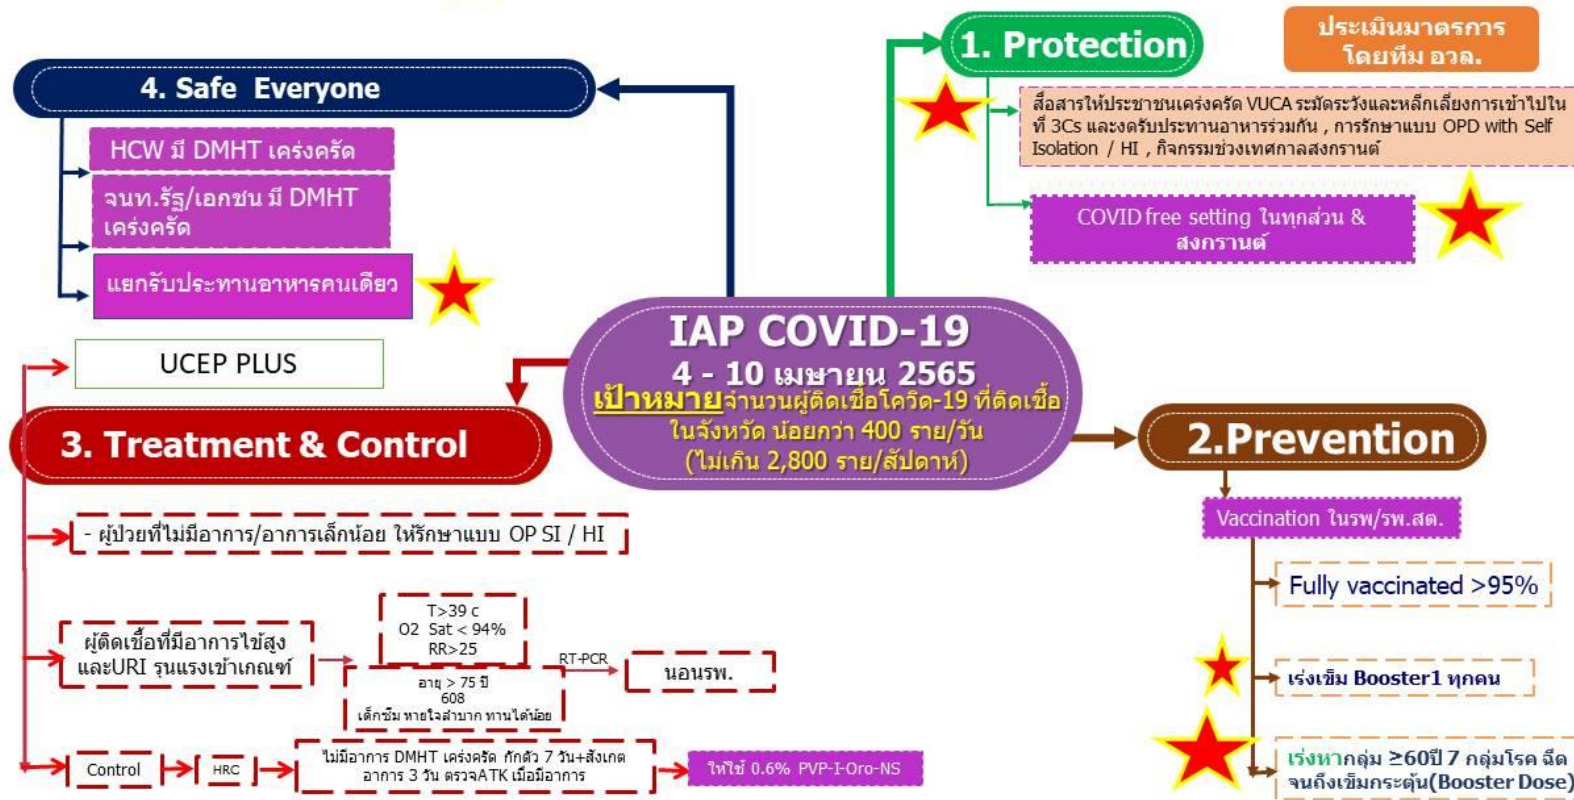 1. Protection
ประเมินมาตรการ
โดยทีม อวล.
สื่อสารให้ประชาชนเคร่งครัด VUCA ระมัดระวังและหลีกเลี่ยงการเข้าไปใน
ที่ 3Cs และงดรับประทานอาหารร่วมกัน , การรักษาแบบ OPD with Self
Isolation / HI , กิจกรรมช่วงเทศกาลสงกรานต์
COVID free setting ในทุกส่วน &
สงกรานต์
4. Safe Everyone
HCW มี DMHT เคร่งครัด
จนท.รัฐ/เอกชน มี DMHT
เคร่งครัด
แยกรับประทานอาหารคนเดียว
IAP COVID-19
4 - 10 เมษายน 2565
เป้าหมายจำนวนผู้ติดเชื้อโควิด-19 ที่ติดเชื้อ
ในจังหวัด น้อยกว่า 400 ราย/วัน
(ไม่เกิน 2,800 ราย/สัปดาห์)
UCEP PLUS
3. Treatment & Control
- ผู้ป่วยที่ไม่มีอาการ/อาการเล็กน้อย ให้รักษาแบบ OP SI / HI
ผู้ติดเชื้อที่มีอาการไข้สูง
และURI รุนแรงเข้าเกณฑ์
T>39 c
O2 Sat < 94%
RR>25
อายุ > 75 ปี
608
เด็กซึม หายใจลำบาก ทานได้น้อย
RT-PCR
นอนรพ.
Control
HRC
ไม่มีอาการ DMHT เคร่งครัด กักตัว 7 วัน+สังเกต
อาการ 3 วัน ตรวจATK เมื่อมีอาการ
ให้ใช้ 0.6% PVP-I-Oro-NS
2.Prevention
Vaccination ในรพ/รพ.สต.
Fully vaccinated >95%
เร่งเข็ม Booster1 ทุกคน
เร่งหากลุ่ม ≥60ปี 7 กลุ่มโรค ฉีด
จนถึงเข็มกระตุ้น(Booster Dose)